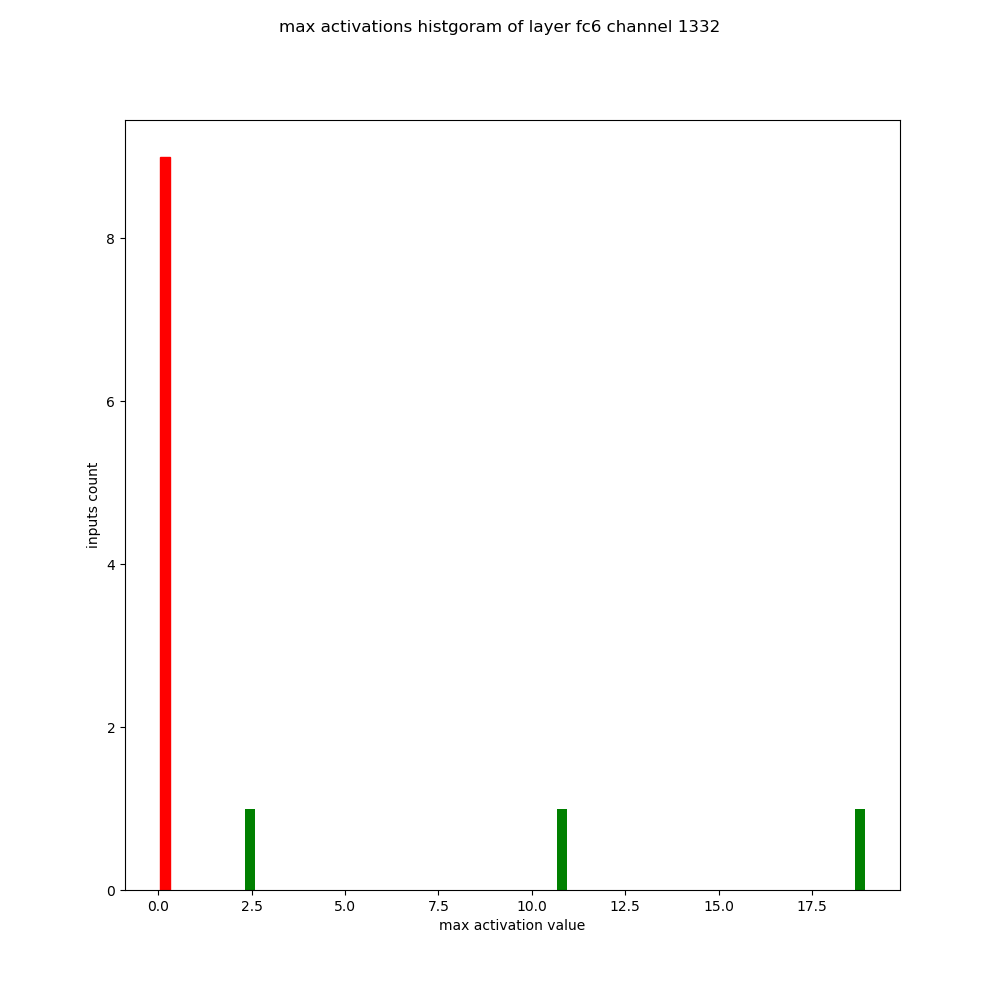 max activations histgoram of layer fc6 channel 1332
8
6
4
2
0
inputs count
0.0 2.5 5.0 7.5 10.0 12.5 15.0 17.5
max activation value